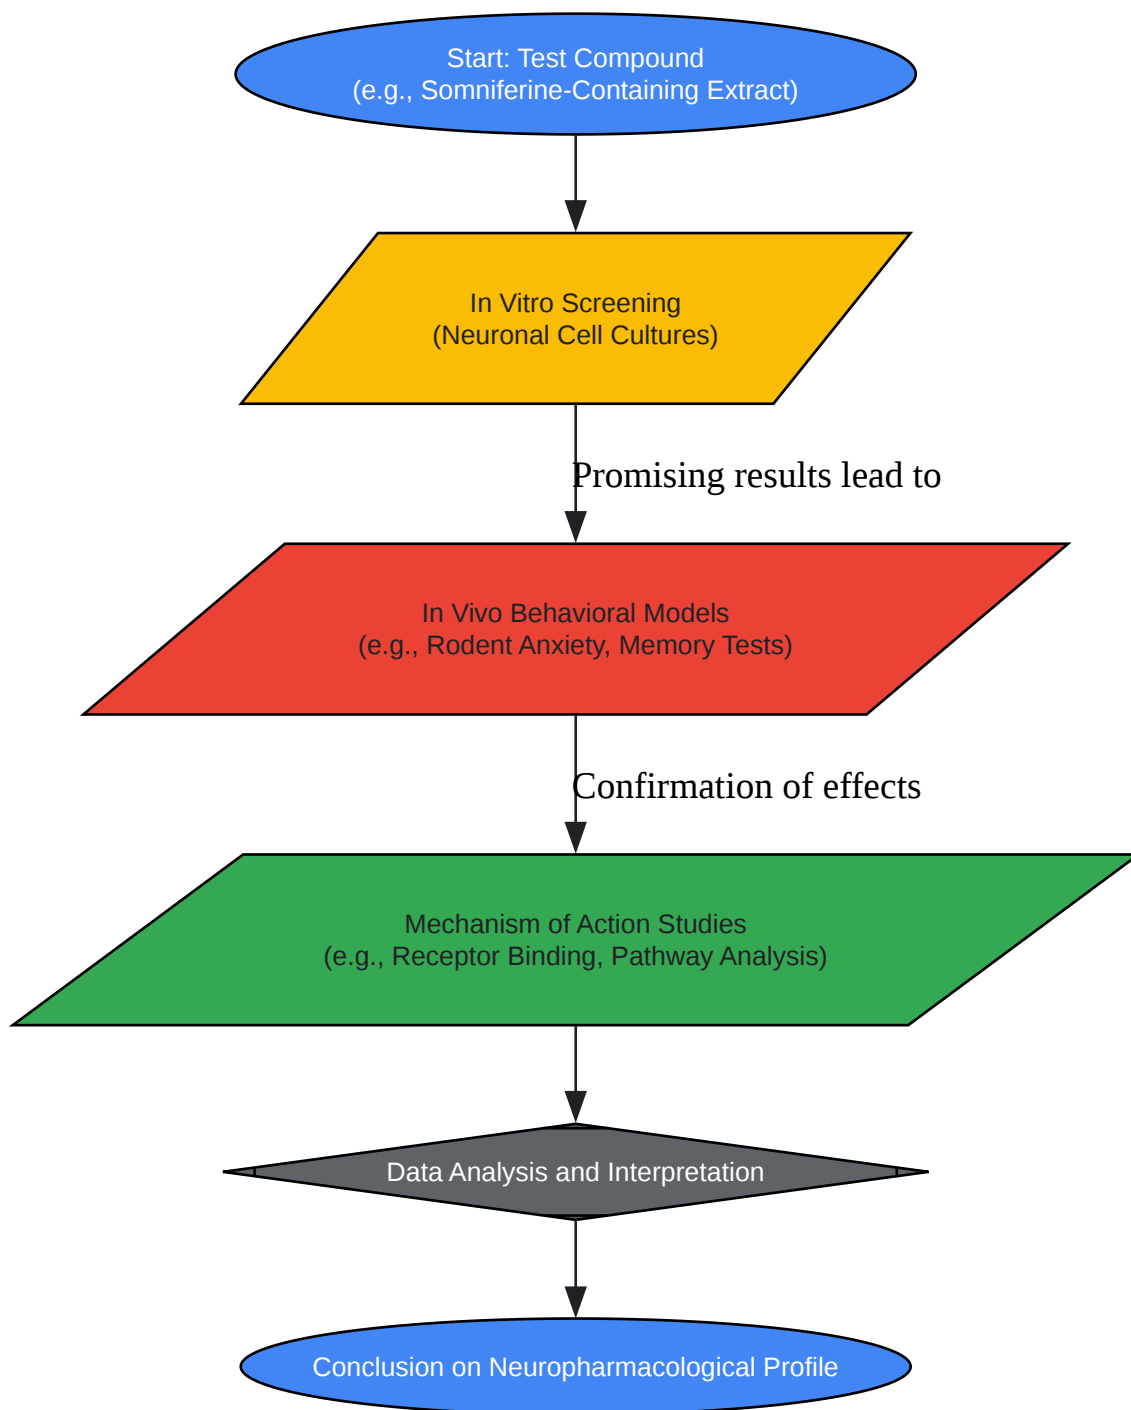 Start: Test Compound
(e.g., Somniferine-Containing Extract)
In Vitro Screening
(Neuronal Cell Cultures)
Promising results lead to
In Vivo Behavioral Models
(e.g., Rodent Anxiety, Memory Tests)
Confirmation of effects
Mechanism of Action Studies
(e.g., Receptor Binding, Pathway Analysis)
Data Analysis and Interpretation
Conclusion on Neuropharmacological Profile